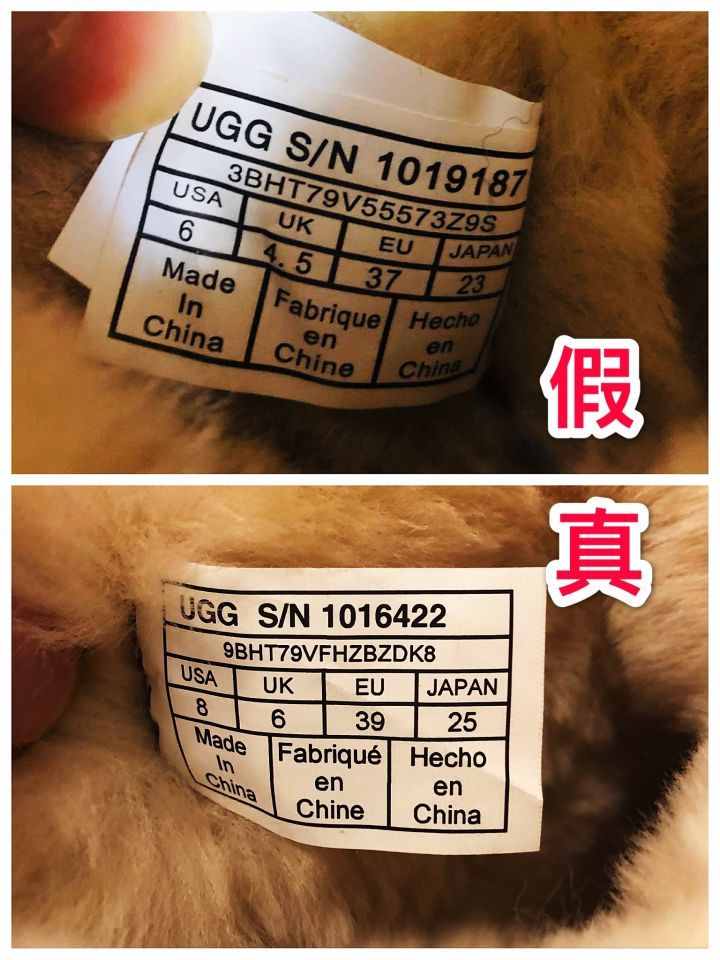 UGG S/N 1019187
3BHT79V55573Z9S
USA UK EU JAPAN
6 4.5 37 23
Made Fabrique Hecho
In en en
China Chine China
假
真
UGG S/N 1016422
9BHT79VFHZBZDK8
USA UK EU JAPAN
8 6 39 25
Made Fabriqué Hecho
In en en
China Chine China